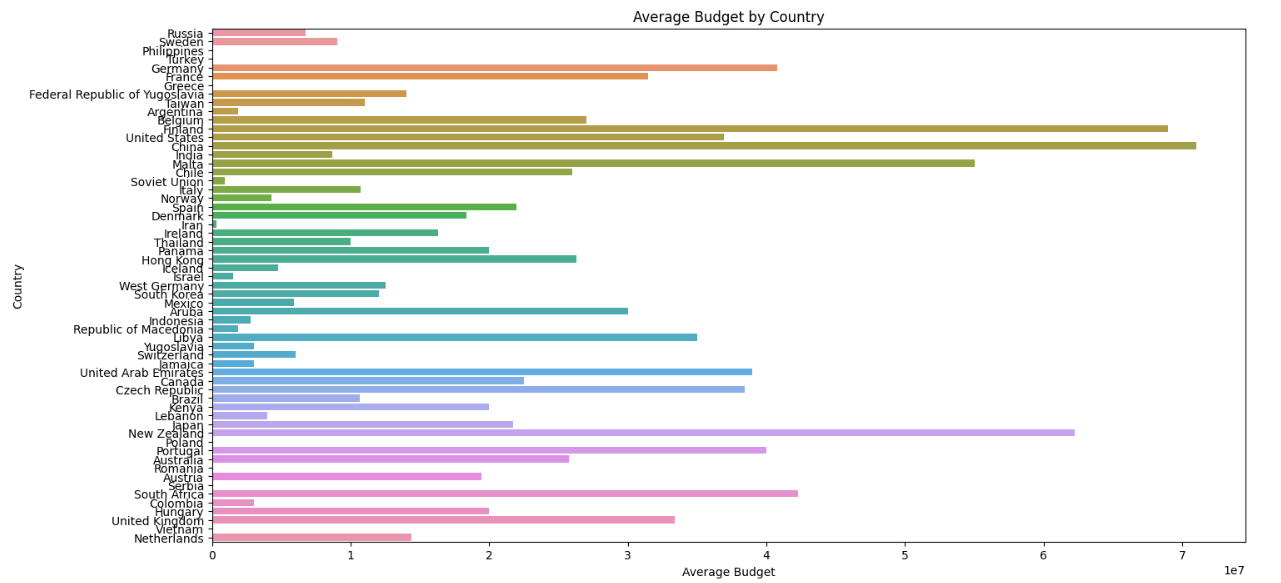 Average Budget by Country
Country
Russia
Sweden
Philippines
Turkey
Germany
France
Greece
Federal Republic of Yugoslavia
Taiwan
Argentina
Belgium
Finland
United States
China
India
Malta
Chile
Soviet Union
Italy
Norway
Spain
Denmark
Iran
Ireland
Thailand
Panama
Hong Kong
Iceland
Israel
West Germany
South Korea
Mexico
Aruba
Indonesia
Republic of Macedonia
Libya
Yugoslavia
Switzerland
Jamaica
United Arab Emirates
Canada
Czech Republic
Brazil
Kenya
Lebanon
Japan
New Zealand
Poland
Portugal
Australia
Romania
Austria
Serbia
South Africa
Colombia
Hungary
United Kingdom
Vietnam
Netherlands
0 1 2 3 4 5 6 7
Average Budget
1e7